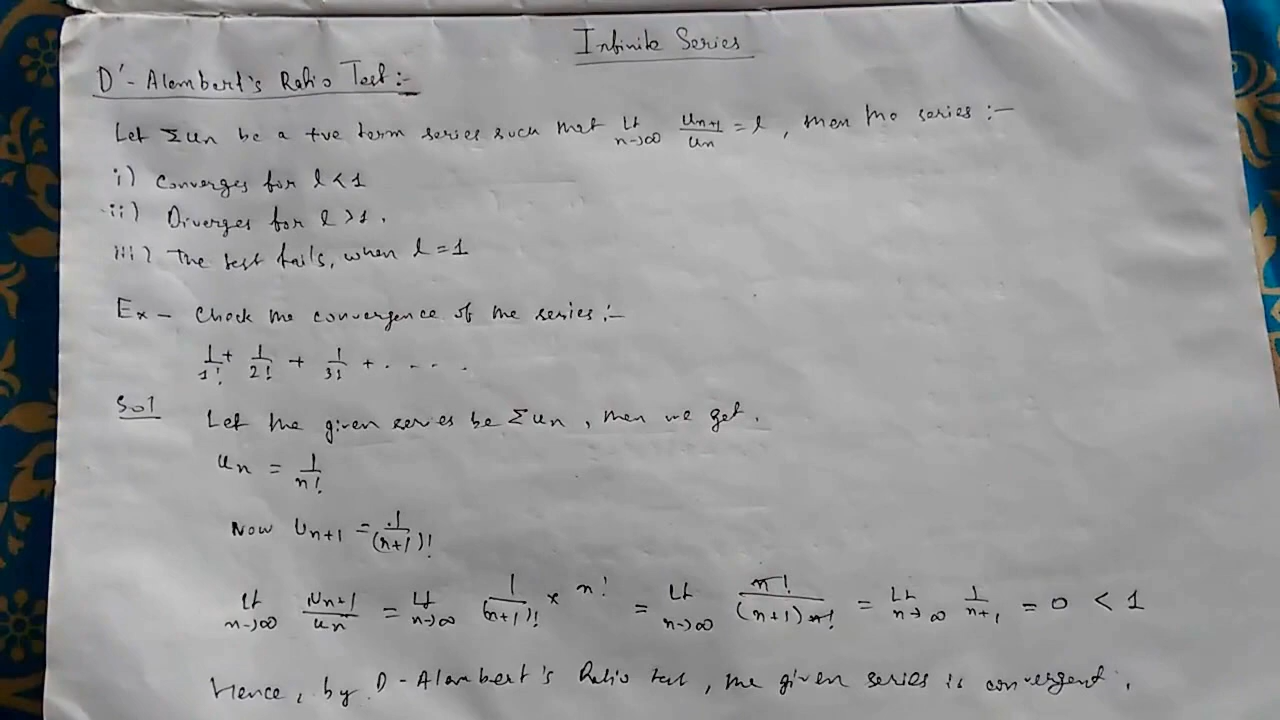 Infinite Series
D'-Alembert's Ratio Test:-
Let Σun be a +ve term series such that Lt n→∞ un+1/un = l, then the series :-
i) Converges for l < 1
ii) Diverges for l > 1.
iii) The test fails, when l = 1
Ex - Check the convergence of the series :-
1/1! + 1/2! + 1/3! + . . . . .
Sol Let the given series be Σun, then we get.
un = 1/n!
Now Un+1 = 1/(n+1)!
Lt n→∞ Un+1/un = Lt n→∞ 1/(n+1)! × n! = Lt n→∞ n!/(n+1) n! = Lt n→∞ 1/n+1 = 0 < 1
Hence, by D-Alembert's Ratio test, the given series is convergent.